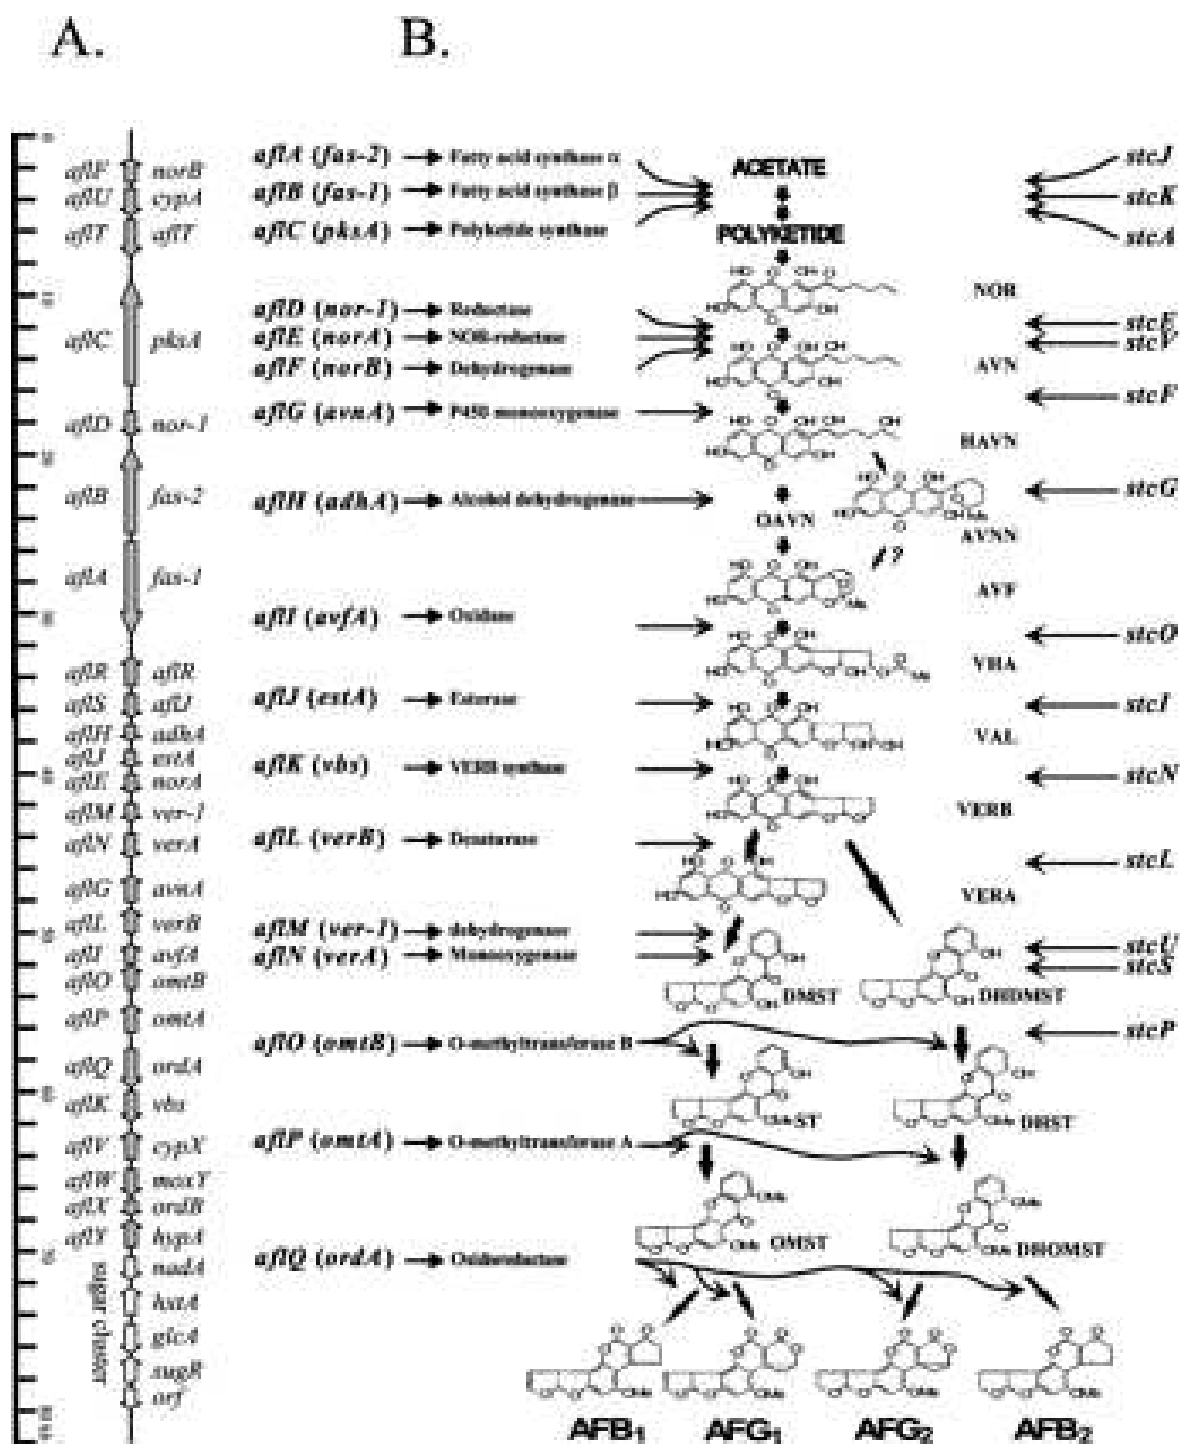 A.
B.
aflF norB
aflU cypA
aflT aflT
aflC pksA
aflD nor-1
aflB fas-2
aflA fas-1
aflR aflR
aflS aflJ
aflH adhA
aflJ estA
aflE norA
aflM ver-1
aflN verA
aflG avnA
aflL verB
aflI avfA
aflO omtB
aflP omtA
aflQ ordA
aflK vbs
aflV cypX
aflW moxY
aflX ordB
aflY hypA
nadA
hxtA
glcA
sugR
orf
sugar cluster
aflA (fas-2) Fatty acid synthase α
aflB (fas-1) Fatty acid synthase β
aflC (pksA) Polyketide synthase
aflD (nor-1) Reductase
aflE (norA) NOR-reductase
aflF (norB) Dehydrogenase
aflG (avnA) P450 monooxygenase
aflH (adhA) Alcohol dehydrogenase
aflI (avfA) Oxidase
aflJ (estA) Esterase
aflK (vbs) VERB synthase
aflL (verB) Desaturase
aflM (ver-1) dehydrogenase
aflN (verA) Monooxygenase
aflO (omtB) O-methyltransferase B
aflP (omtA) O-methyltransferase A
aflQ (ordA) Oxidoreductase
ACETATE
POLYKETIDE
NOR
AVN
HAVN
OAVN
AVNN
?
AVF
VHA
VAL
VERB
VERA
DMST
DHDMST
ST
DHST
OMST
DHOMST
AFB1
AFG1
AFG2
AFB2
stcJ
stcK
stcA
stcE
stcV
stcF
stcG
stcO
stcI
stcN
stcL
stcU
stcS
stcP